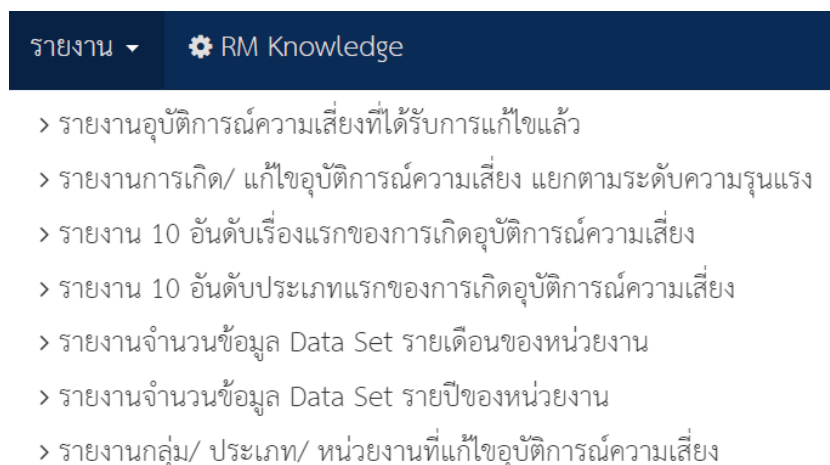 รายงาน RM Knowledge
> รายงานอุบัติการณ์ความเสี่ยงที่ได้รับการแก้ไขแล้ว
> รายงานการเกิด/ แก้ไขอุบัติการณ์ความเสี่ยง แยกตามระดับความรุนแรง
> รายงาน 10 อันดับเรื่องแรกของการเกิดอุบัติการณ์ความเสี่ยง
> รายงาน 10 อันดับประเภทแรกของการเกิดอุบัติการณ์ความเสี่ยง
> รายงานจำนวนข้อมูล Data Set รายเดือนของหน่วยงาน
> รายงานจำนวนข้อมูล Data Set รายปีของหน่วยงาน
> รายงานกลุ่ม/ ประเภท/ หน่วยงานที่แก้ไขอุบัติการณ์ความเสี่ยง